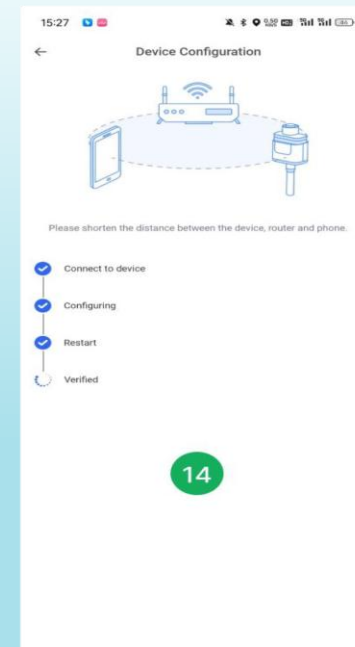 15:27
Device Configuration
Please shorten the distance between the device, router and phone.
Connect to device
Configuring
Restart
Verified
14